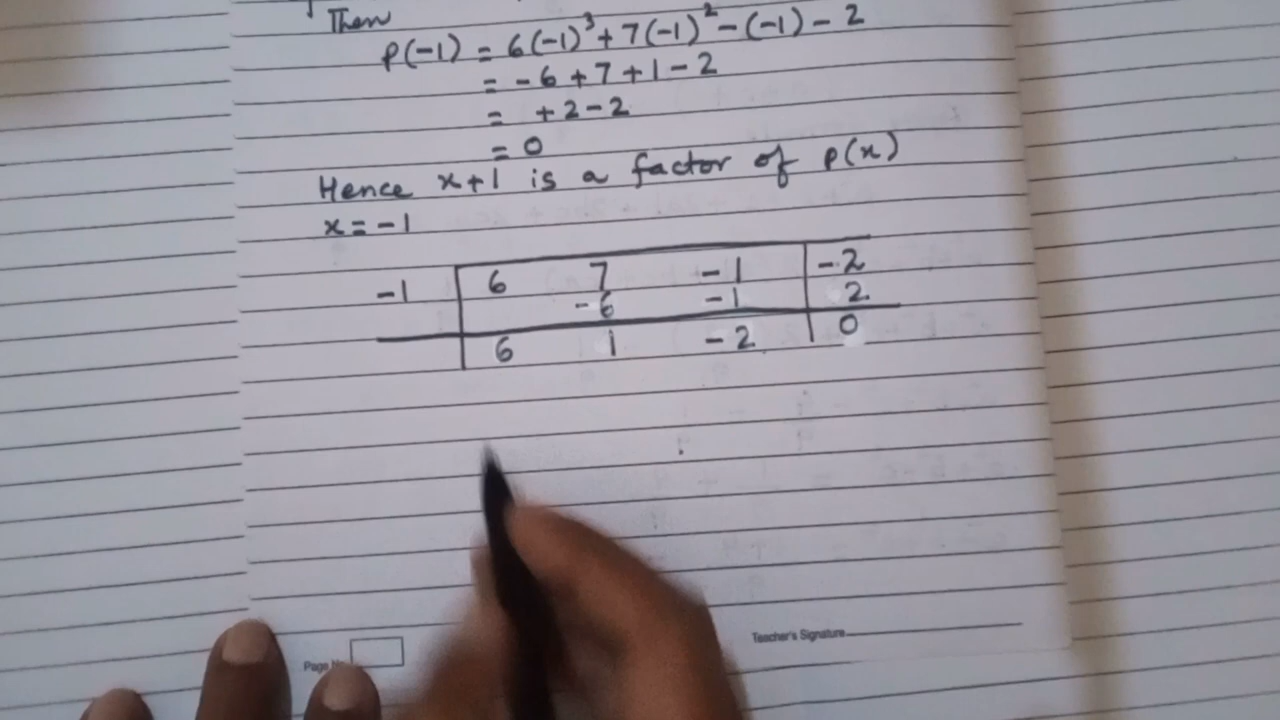 Then
p(-1) = 6(-1)³ + 7(-1)² - (-1) - 2
= -6 + 7 + 1 - 2
= +2 - 2
= 0
Hence x+1 is a factor of p(x)
x = -1
-1 6 7 -1 -2
-6 -1 2
6 1 -2 0
Teacher's Signature
Page